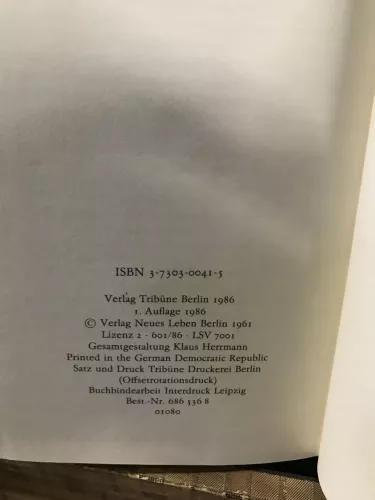 ISBN 3-7303-0041-5
Verlag Tribüne Berlin 1986
1. Auflage 1986
© Verlag Neues Leben Berlin 1961
Lizenz 2 - 601/86 · LSV 7001
Gesamtgestaltung Klaus Herrmann
Printed in the German Democratic Republic
Satz und Druck Tribüne Druckerei Berlin
(Offsetrotationsdruck)
Buchbindearbeit Interdruck Leipzig
Best.-Nr. 686 536 8
01080